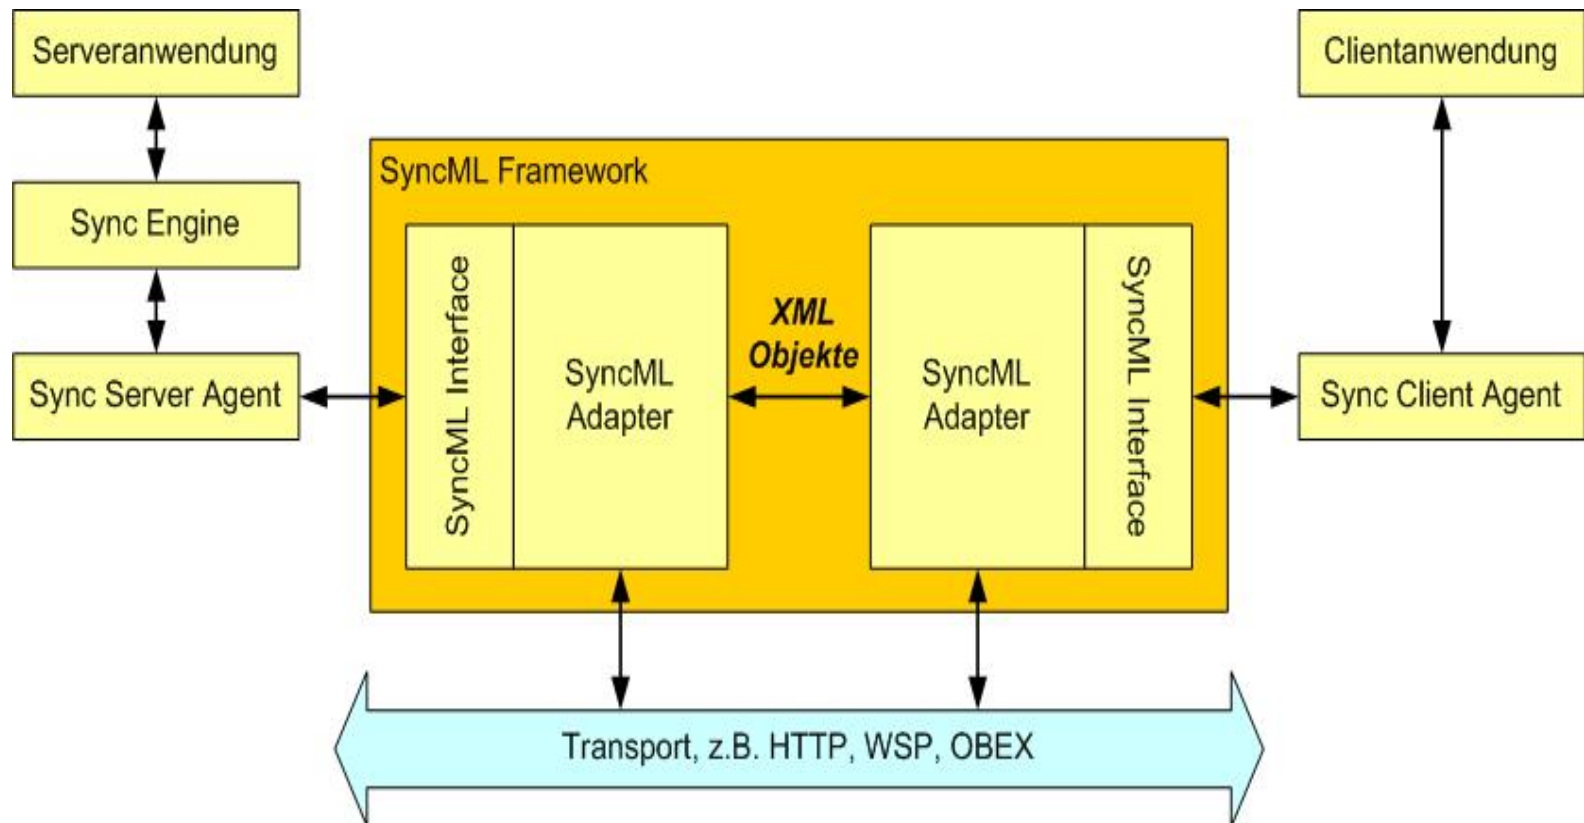 Serveranwendung
Clientanwendung
SyncML Framework
Sync Engine
SyncML Interface
SyncML
Adapter
XML
Objekte
SyncML
Adapter
SyncML Interface
Sync Server Agent
Sync Client Agent
Transport, z.B. HTTP, WSP, OBEX